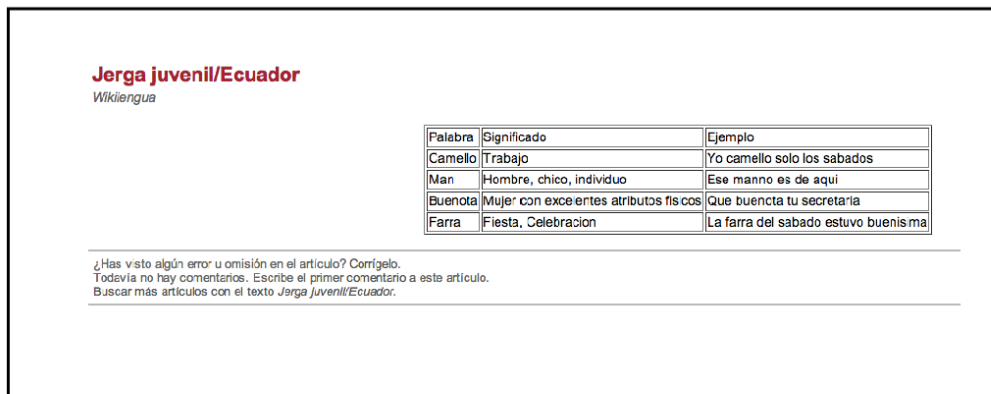 Jerga juvenil/Ecuador
Wikilengua
Palabra Significado Ejemplo
Camello Trabajo Yo camello solo los sabados
Man Hombre, chico, individuo Ese manno es de aqui
Buenota Mujer con excelentes atributos fisicos Que buenota tu secretaria
Farra Fiesta, Celebracion La farra del sabado estuvo buenisima
¿Has visto algún error u omisión en el artículo? Corrígelo.
Todavía no hay comentarios. Escribe el primer comentario a este artículo.
Buscar más artículos con el texto Jerga juvenil/Ecuador.